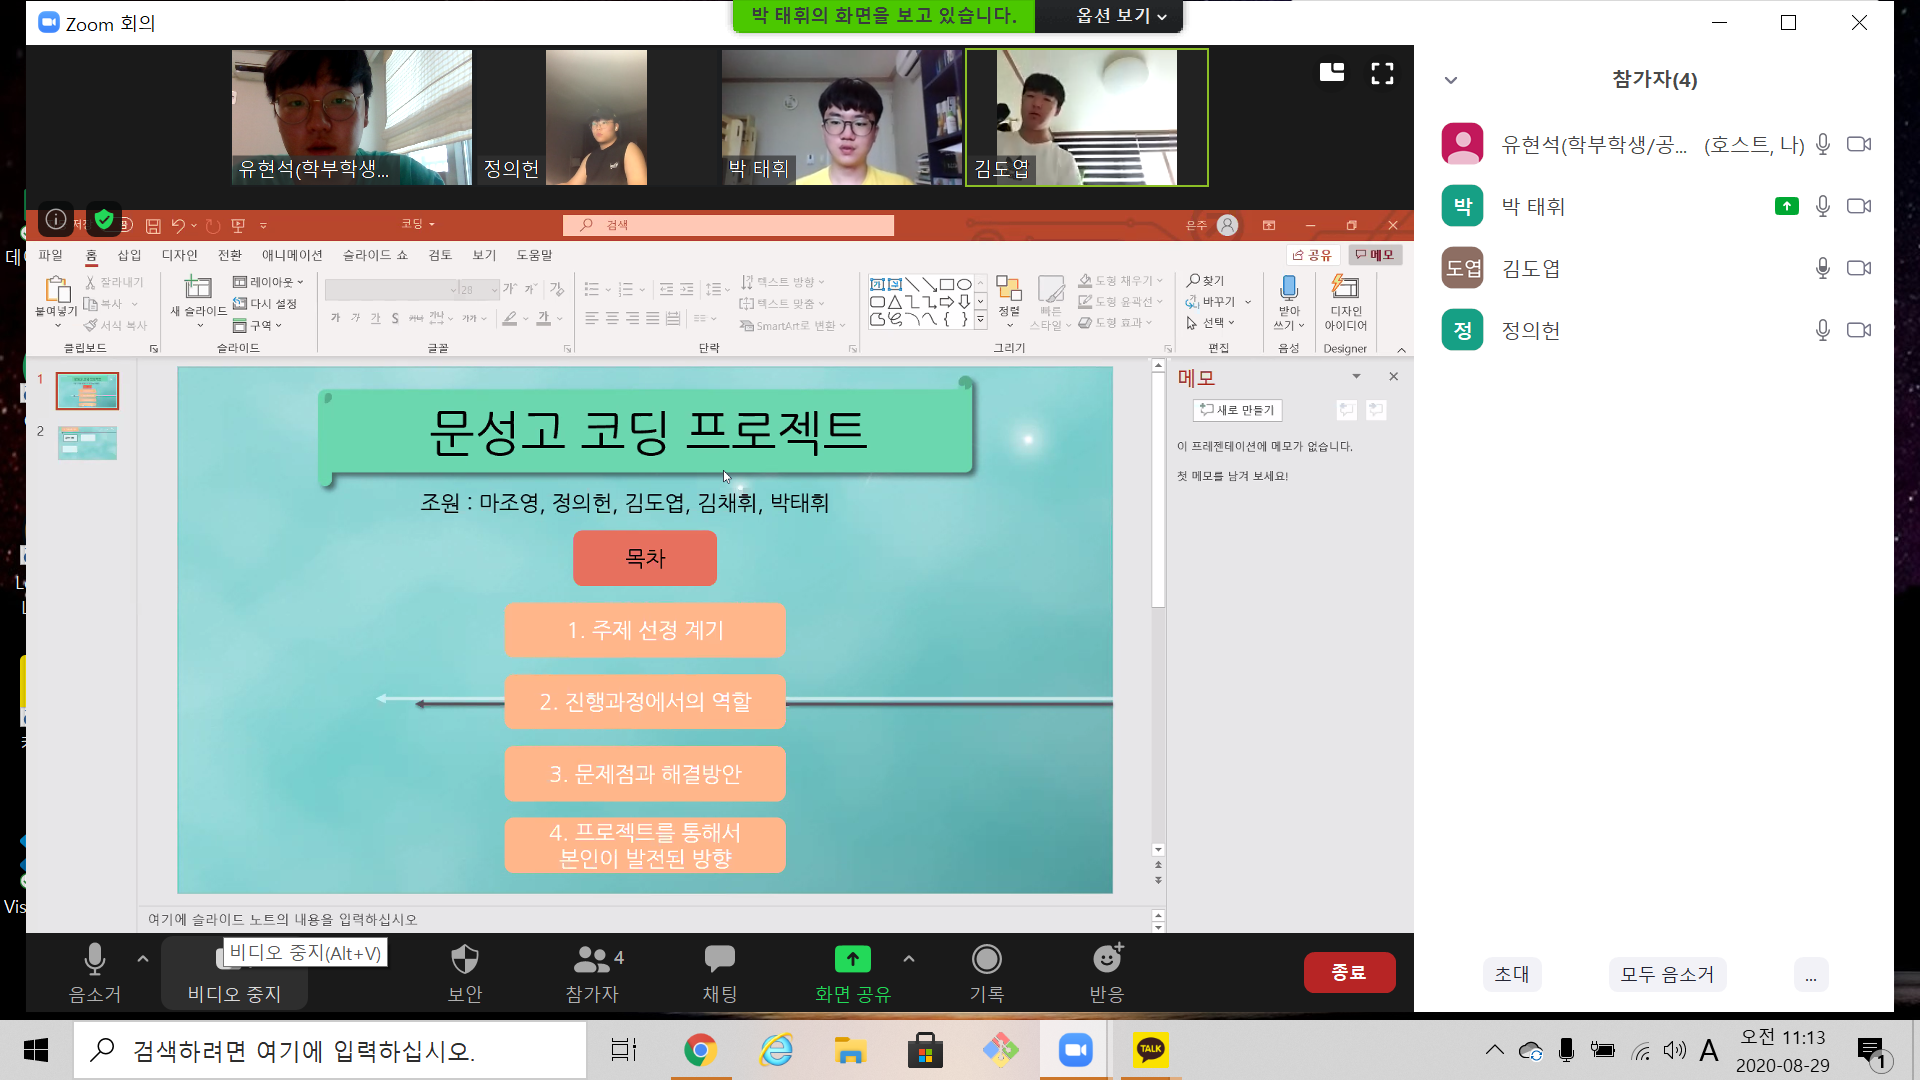 Zoom 회의
박 태휘의 화면을 보고 있습니다.
옵션 보기
유현석(학부학생...
정의헌
박 태휘
김도엽
참가자(4)
유현석(학부학생/공... (호스트, 나)
박 박 태휘
도엽 김도엽
정 정의헌
코딩
검색
은주
파일 홈 삽입 디자인 전환 애니메이션 슬라이드 쇼 검토 보기 도움말
공유
메모
붙여넣기
잘라내기
복사
서식 복사
클립보드
새 슬라이드
레이아웃
다시 설정
구역
슬라이드
28
글꼴
텍스트 방향
텍스트 맞춤
SmartArt로 변환
단락
정렬
빠른 스타일
도형 채우기
도형 윤곽선
도형 효과
그리기
찾기
바꾸기
선택
편집
받아쓰기
음성
디자인 아이디어
Designer
1
2
문성고 코딩 프로젝트
조원 : 마조영, 정의헌, 김도엽, 김채휘, 박태휘
목차
1. 주제 선정 계기
2. 진행과정에서의 역할
3. 문제점과 해결방안
4. 프로젝트를 통해서
본인이 발전된 방향
메모
새로 만들기
이 프레젠테이션에 메모가 없습니다.
첫 메모를 남겨 보세요!
여기에 슬라이드 노트의 내용을 입력하십시오
비디오 중지(Alt+V)
음소거
비디오 중지
보안
4
참가자
채팅
화면 공유
기록
반응
종료
초대
모두 음소거
...
검색하려면 여기에 입력하십시오.
TALK
A
오전 11:13
2020-08-29
1